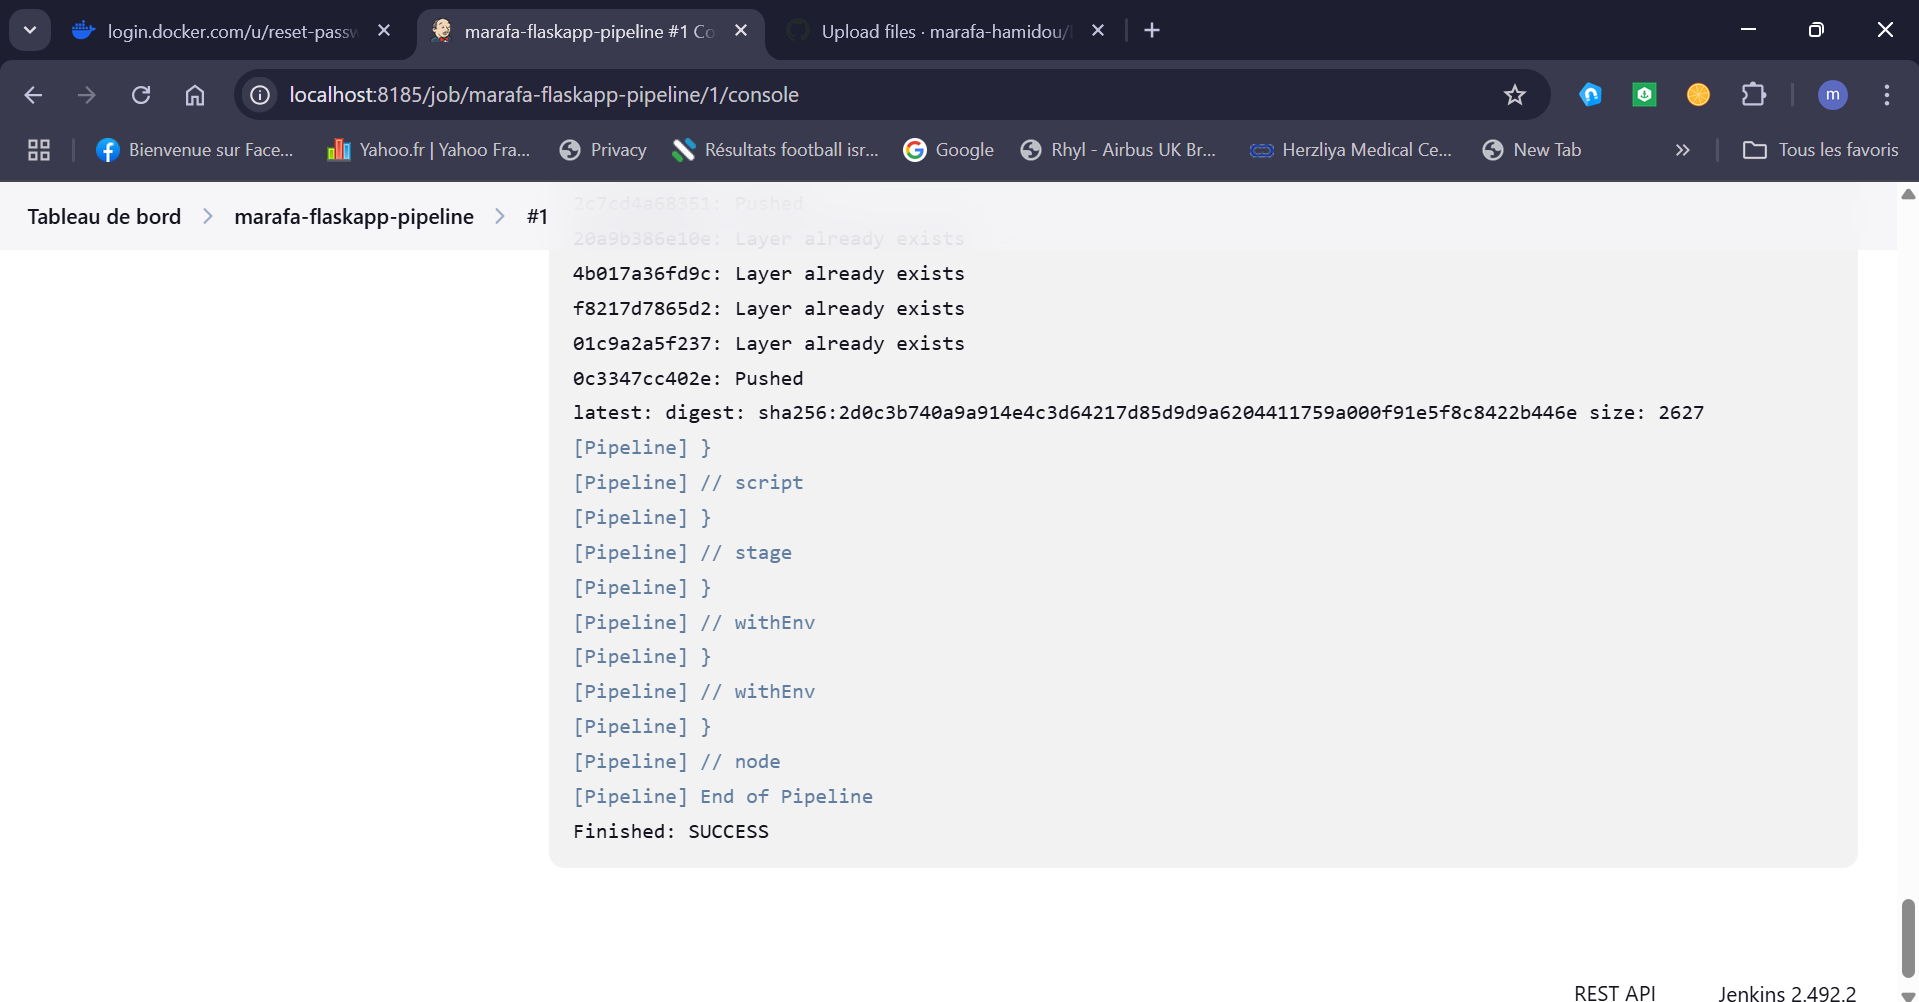 login.docker.com/u/reset-passw
marafa-flaskapp-pipeline #1 Co
Upload files · marafa-hamidou/
localhost:8185/job/marafa-flaskapp-pipeline/1/console
m
Bienvenue sur Face...
Yahoo.fr | Yahoo Fra...
Privacy
Résultats football isr...
Google
Rhyl - Airbus UK Br...
Herzliya Medical Ce...
New Tab
Tous les favoris
Tableau de bord
marafa-flaskapp-pipeline
#1
2c7cd4a68351: Pushed
20a9b386e10e: Layer already exists
4b017a36fd9c: Layer already exists
f8217d7865d2: Layer already exists
01c9a2a5f237: Layer already exists
0c3347cc402e: Pushed
latest: digest: sha256:2d0c3b740a9a914e4c3d64217d85d9d9a6204411759a000f91e5f8c8422b446e size: 2627
[Pipeline] }
[Pipeline] // script
[Pipeline] }
[Pipeline] // stage
[Pipeline] }
[Pipeline] // withEnv
[Pipeline] }
[Pipeline] // withEnv
[Pipeline] }
[Pipeline] // node
[Pipeline] End of Pipeline
Finished: SUCCESS
REST API
Jenkins 2.492.2